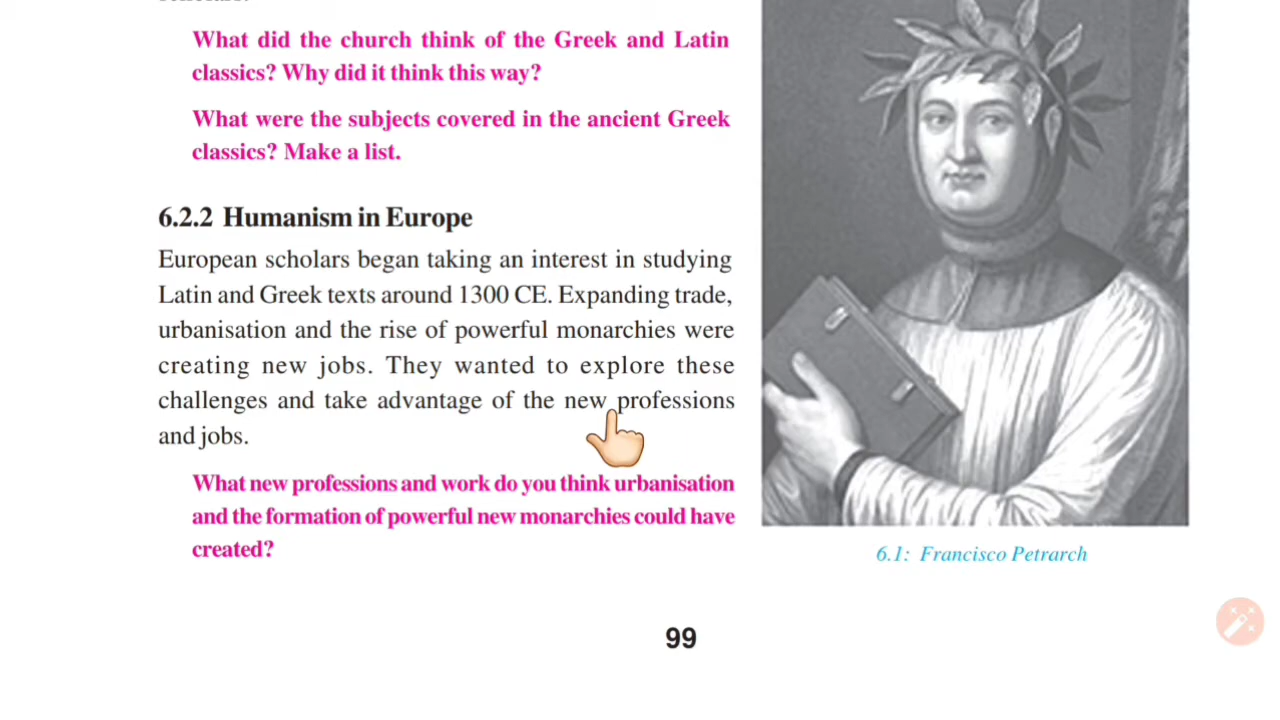 What did the church think of the Greek and Latin
classics? Why did it think this way?
What were the subjects covered in the ancient Greek
classics? Make a list.
6.2.2 Humanism in Europe
European scholars began taking an interest in studying
Latin and Greek texts around 1300 CE. Expanding trade,
urbanisation and the rise of powerful monarchies were
creating new jobs. They wanted to explore these
challenges and take advantage of the new professions
and jobs.
What new professions and work do you think urbanisation
and the formation of powerful new monarchies could have
created?
6.1: Francisco Petrarch
99